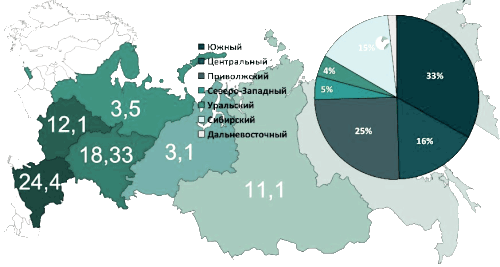 Южный
Центральный
Приволжский
Северо-Западный
Уральский
Сибирский
Дальневосточный
3,5
12,1
18,33
3,1
24,4
11,1
15%
4%
5%
33%
25%
16%